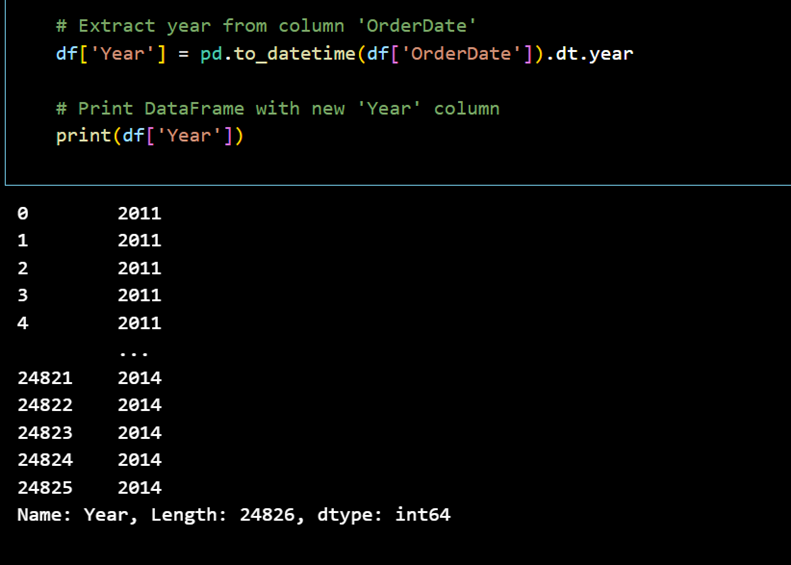 # Extract year from column 'OrderDate'
df['Year'] = pd.to_datetime(df['OrderDate']).dt.year
# Print DataFrame with new 'Year' column
print(df['Year'])
0 2011
1 2011
2 2011
3 2011
4 2011
...
24821 2014
24822 2014
24823 2014
24824 2014
24825 2014
Name: Year, Length: 24826, dtype: int64